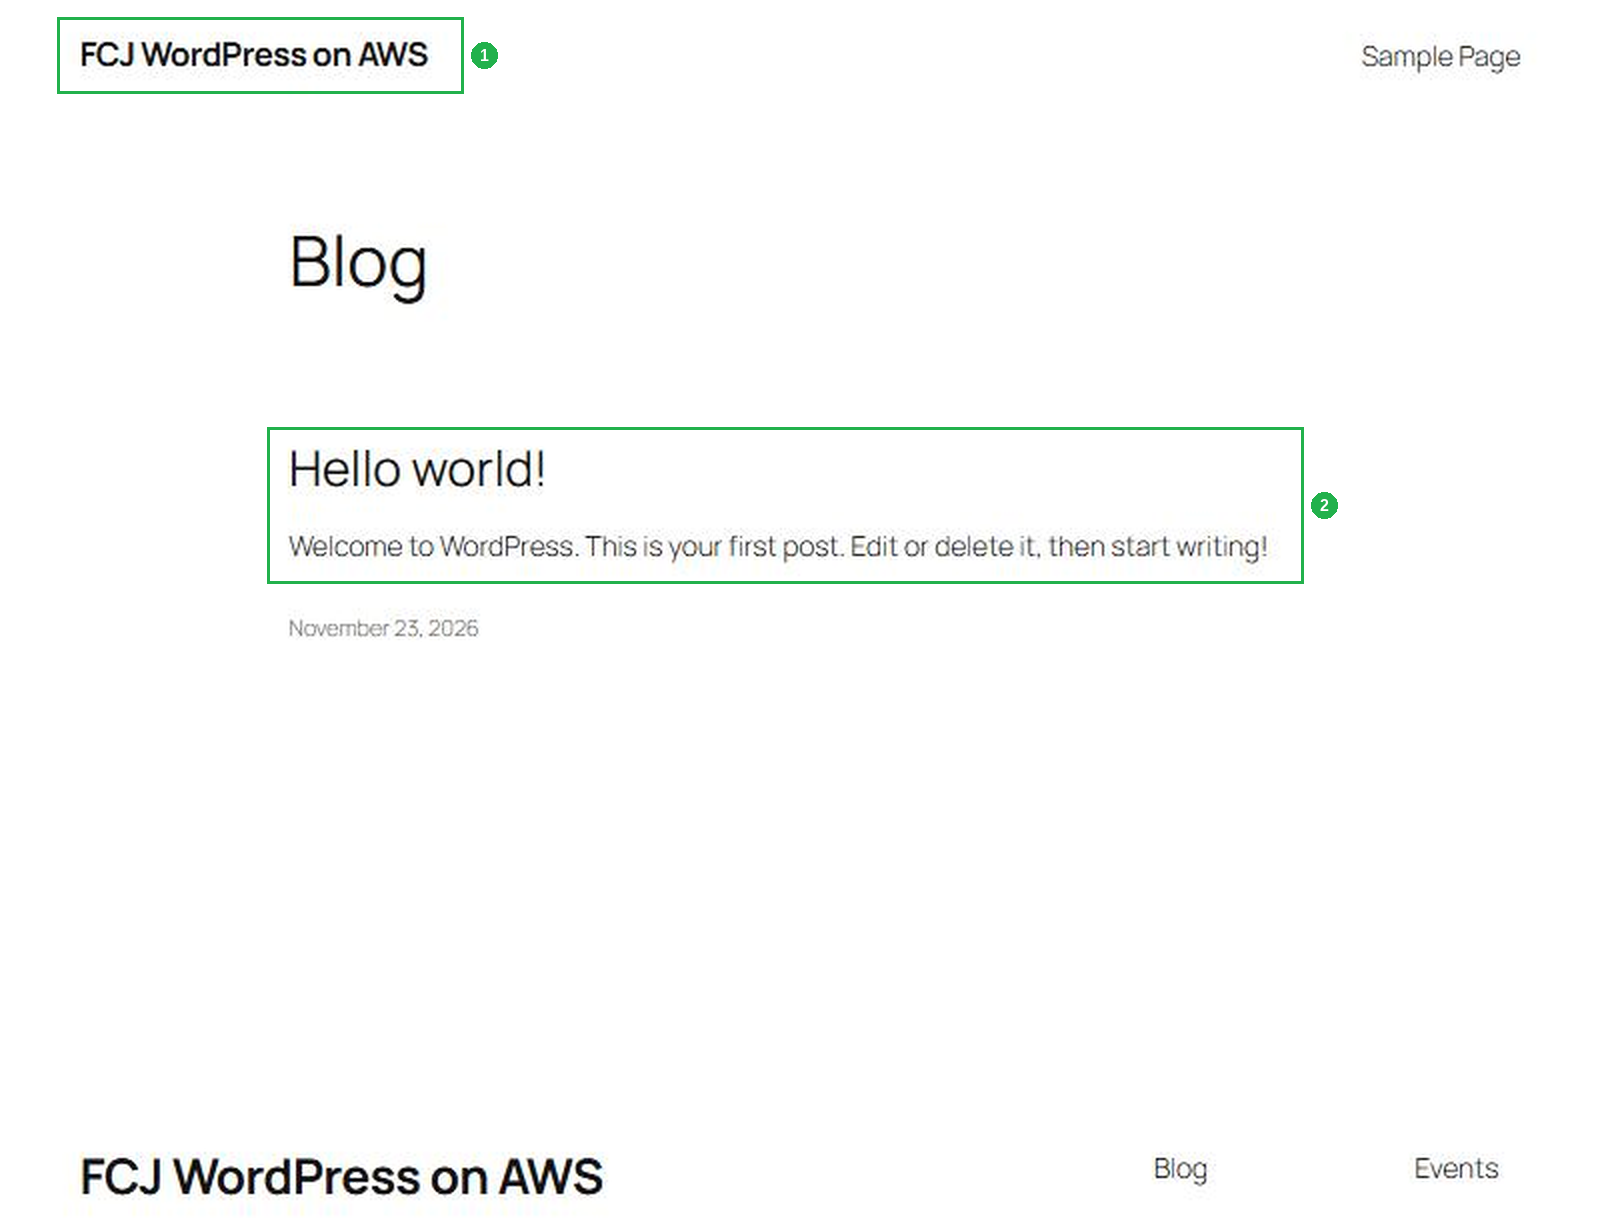 FCJ WordPress on AWS
1
Sample Page
Blog
Hello world!
Welcome to WordPress. This is your first post. Edit or delete it, then start writing!
2
November 23, 2026
FCJ WordPress on AWS
Blog
Events